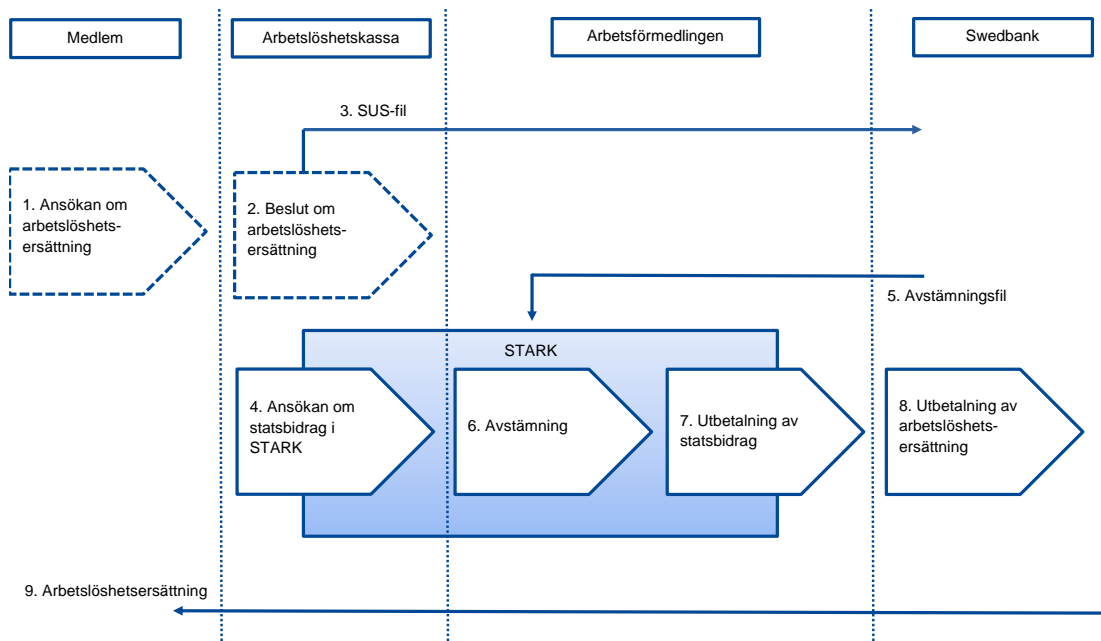 Medlem
Arbetslöshetskassa
Arbetsförmedlingen
Swedbank
3. SUS-fil
1. Ansökan om
arbetslöshets-
ersättning
2. Beslut om
arbetslöshets-
ersättning
5. Avstämningsfil
STARK
4. Ansökan om
statsbidrag i
STARK
6. Avstämning
7. Utbetalning av
statsbidrag
8. Utbetalning av
arbetslöshets-
ersättning
9. Arbetslöshetsersättning